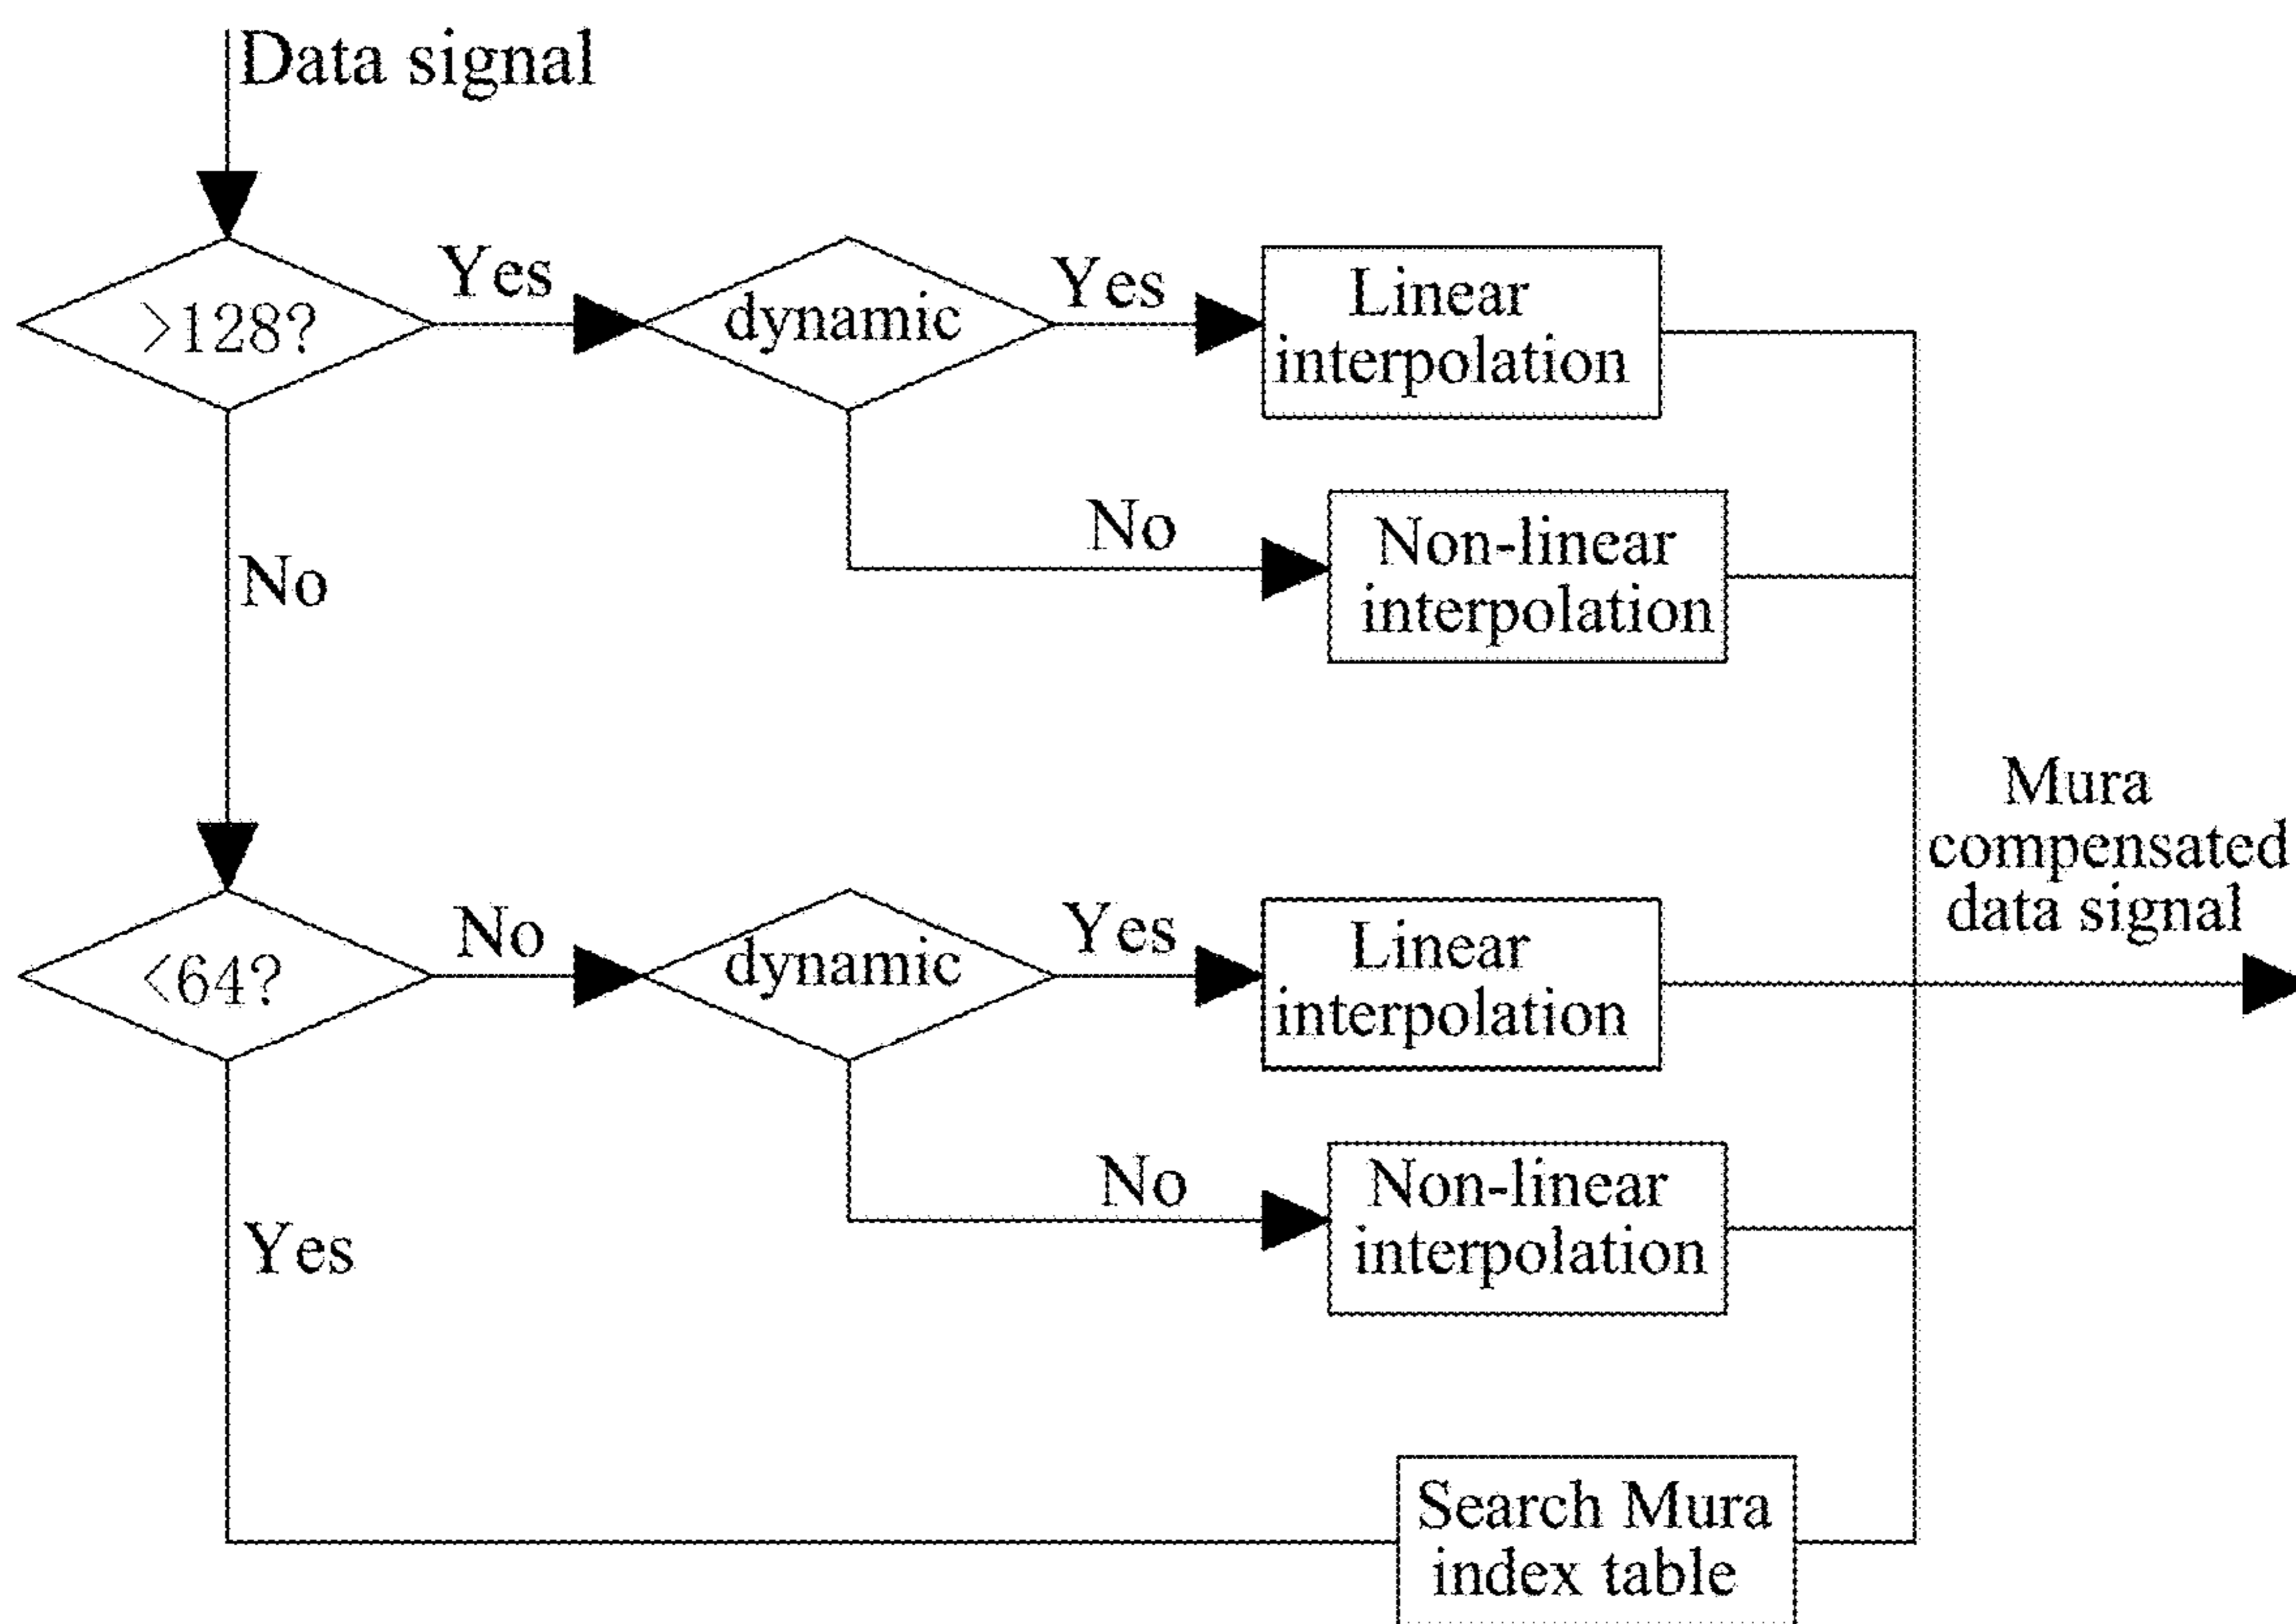 Data signal
>128?
Yes
dynamic
Yes
Linear
interpolation
No
Non-linear
interpolation
No
Mura
compensated
data signal
<64?
No
dynamic
Yes
Linear
interpolation
No
Non-linear
interpolation
Yes
Search Mura
index table